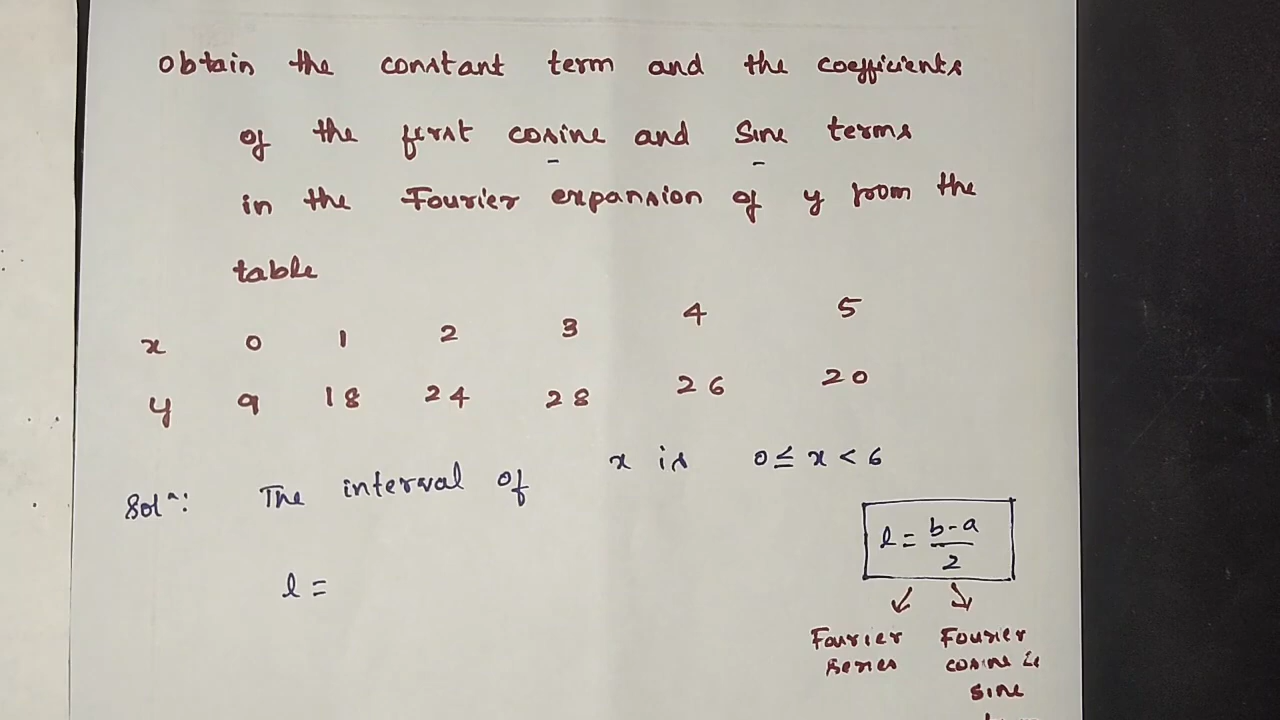 obtain the constant term and the coefficients
of the first cosine and Sine terms
in the Fourier expansion of y from the
table
x 0 1 2 3 4 5
y 9 18 24 28 26 20
Solⁿ: The interval of x is 0 ≤ x < 6
l = b-a/2
l =
Fourier series
Fourier cosine & sine